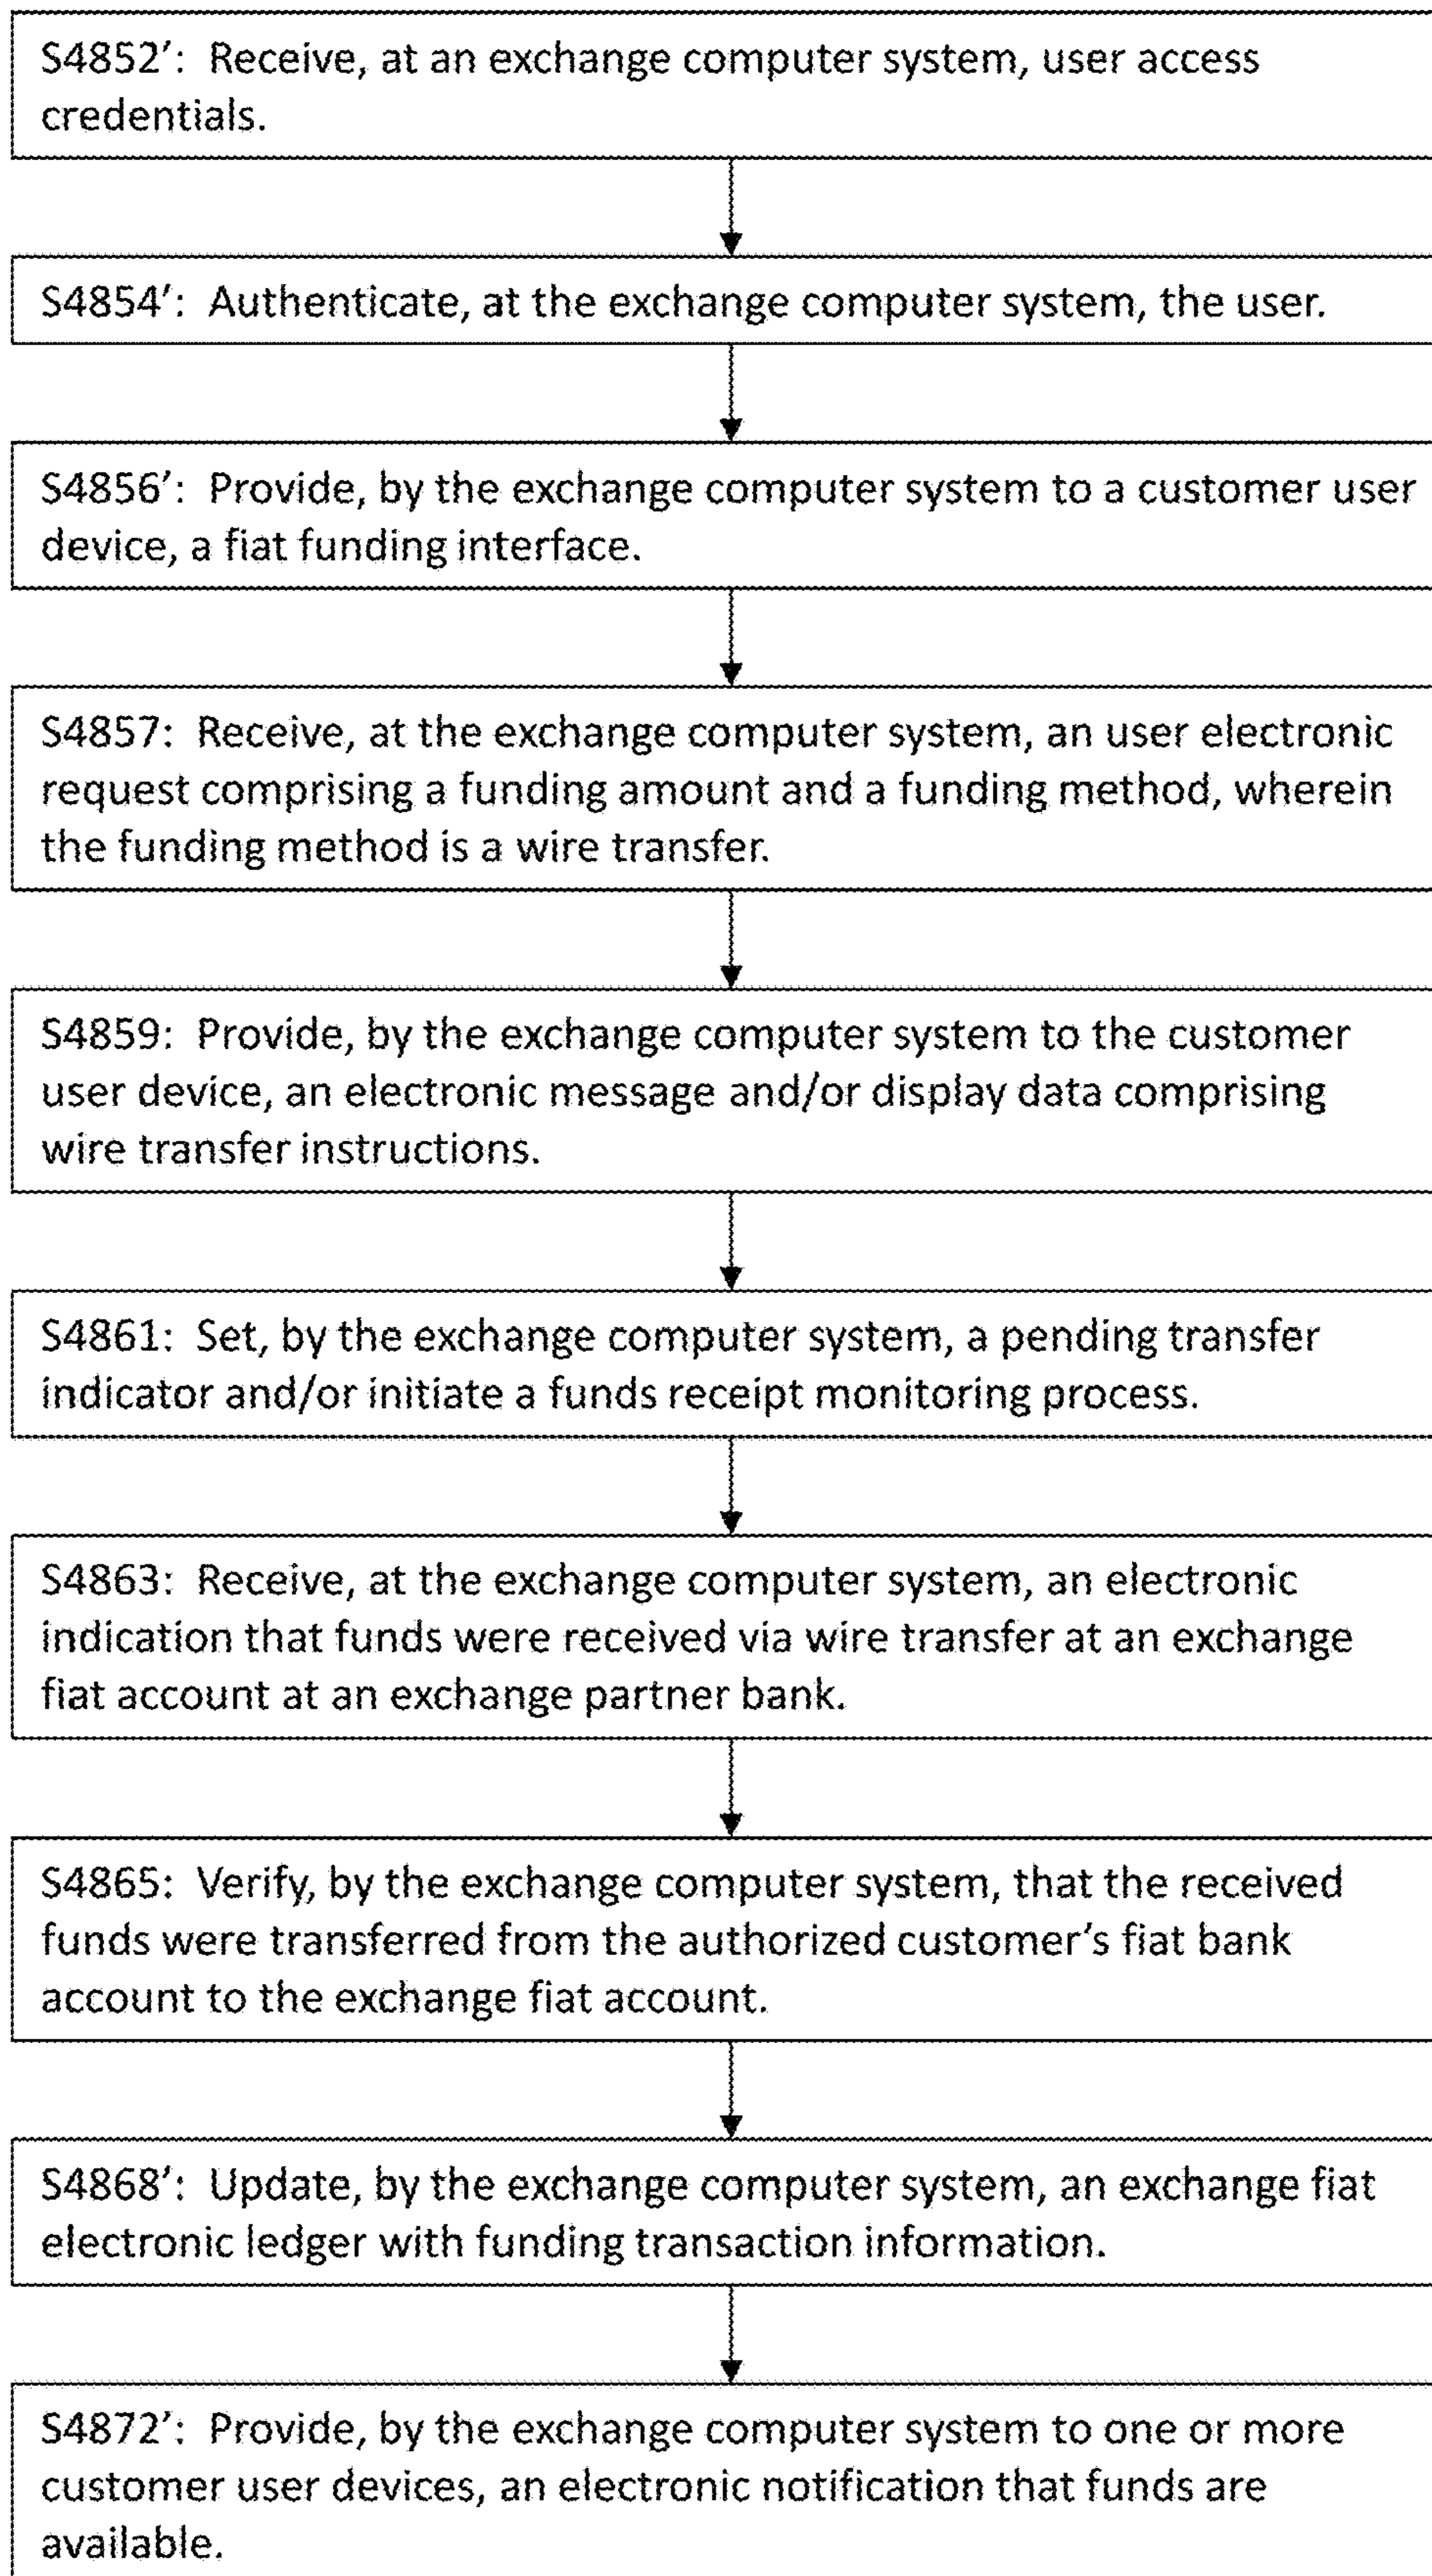 S4852’: Receive, at an exchange computer system, user access
credentials.
S4854’: Authenticate, at the exchange computer system, the user.
S4856’: Provide, by the exchange computer system to a customer user
device, a fiat funding interface.
S4857: Receive, at the exchange computer system, an user electronic
request comprising a funding amount and a funding method, wherein
the funding method is a wire transfer.
S4859: Provide, by the exchange computer system to the customer
user device, an electronic message and/or display data comprising
wire transfer instructions.
S4861: Set, by the exchange computer system, a pending transfer
indicator and/or initiate a funds receipt monitoring process.
S4863: Receive, at the exchange computer system, an electronic
indication that funds were received via wire transfer at an exchange
fiat account at an exchange partner bank.
S4865: Verify, by the exchange computer system, that the received
funds were transferred from the authorized customer’s fiat bank
account to the exchange fiat account.
S4868’: Update, by the exchange computer system, an exchange fiat
electronic ledger with funding transaction information.
S4872’: Provide, by the exchange computer system to one or more
customer user devices, an electronic notification that funds are
available.